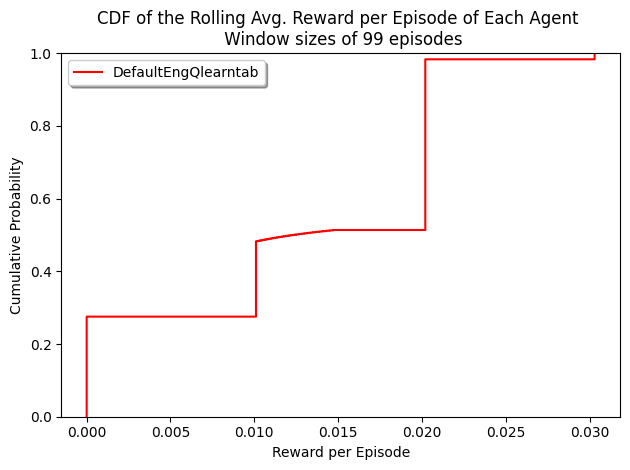 CDF of the Rolling Avg. Reward per Episode of Each Agent
Window sizes of 99 episodes
DefaultEngQlearntab
Cumulative Probability
1.0
0.8
0.6
0.4
0.2
0.0
0.000 0.005 0.010 0.015 0.020 0.025 0.030
Reward per Episode